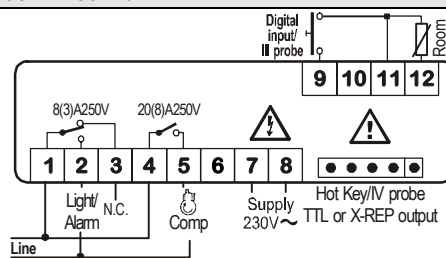 Digital
input/
III probe
Room
9 10 11 12
8(3)A250V 20(8)A250V
1 2 3 4 5 6 7 8
Light/
Alarm
N.C.
Comp
Supply
230V~
Hot Key/IV probe
TTL or X-REP output
Line